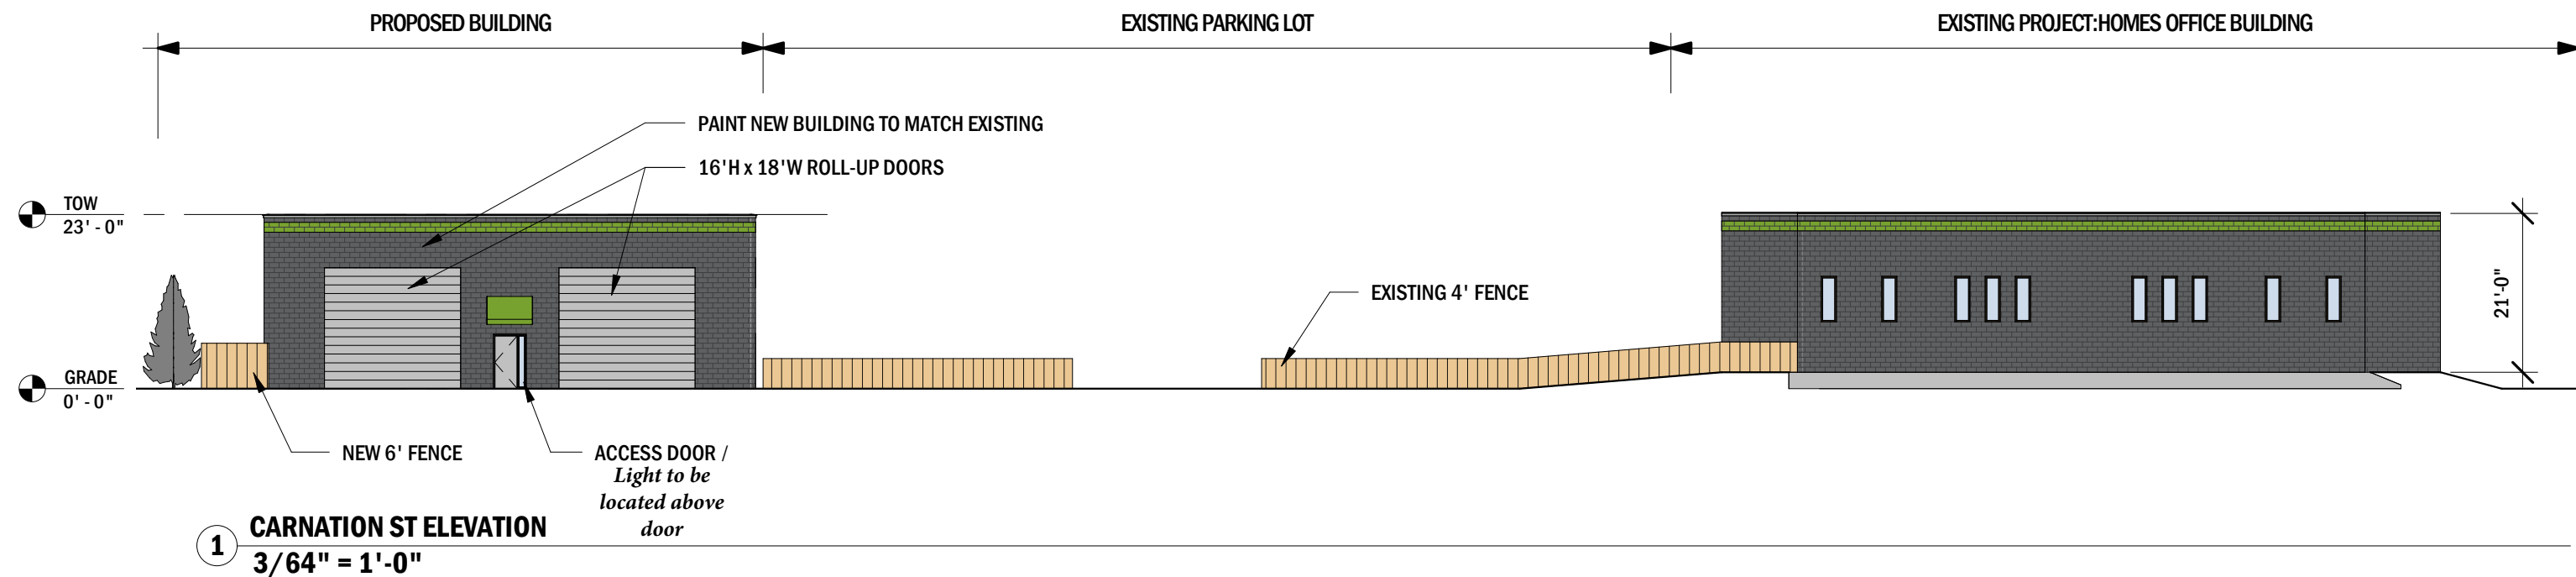 PROPOSED BUILDING
EXISTING PARKING LOT
EXISTING PROJECT:HOMES OFFICE BUILDING
PAINT NEW BUILDING TO MATCH EXISTING
16'H x 18'W ROLL-UP DOORS
TOW
23' - 0"
EXISTING 4' FENCE
21'-0"
GRADE
0' - 0"
NEW 6' FENCE
ACCESS DOOR /
Light to be
located above
door
1
CARNATION ST ELEVATION
3/64" = 1'-0"